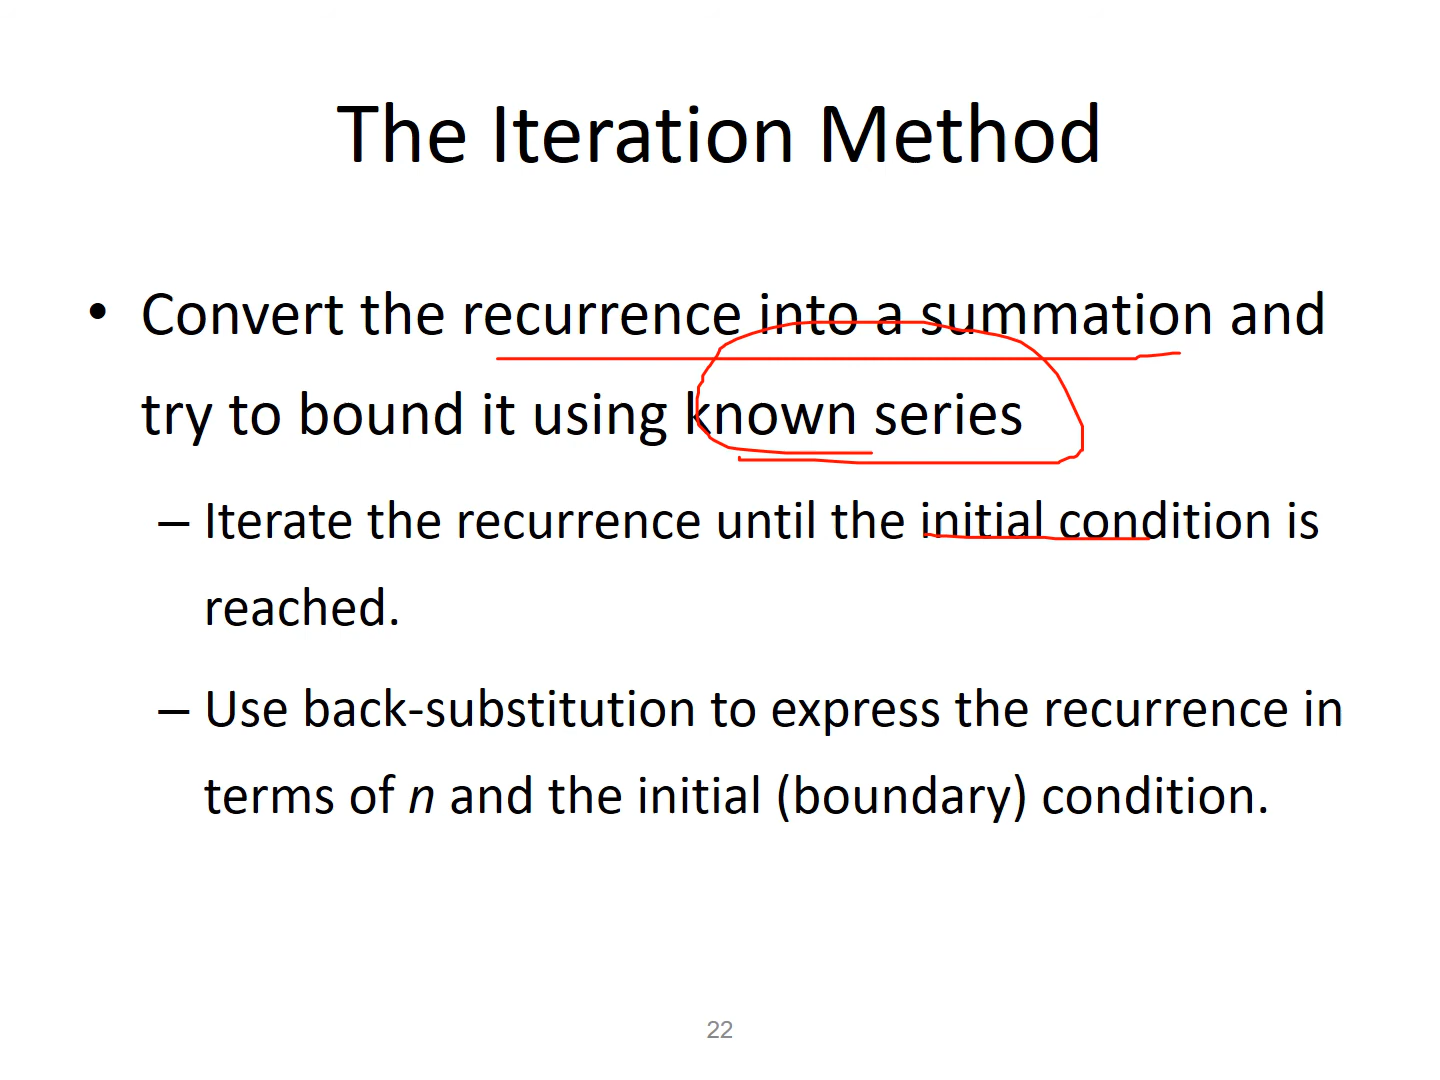 The Iteration Method
• Convert the recurrence into a summation and
try to bound it using known series
– Iterate the recurrence until the initial condition is
reached.
– Use back-substitution to express the recurrence in
terms of n and the initial (boundary) condition.
22